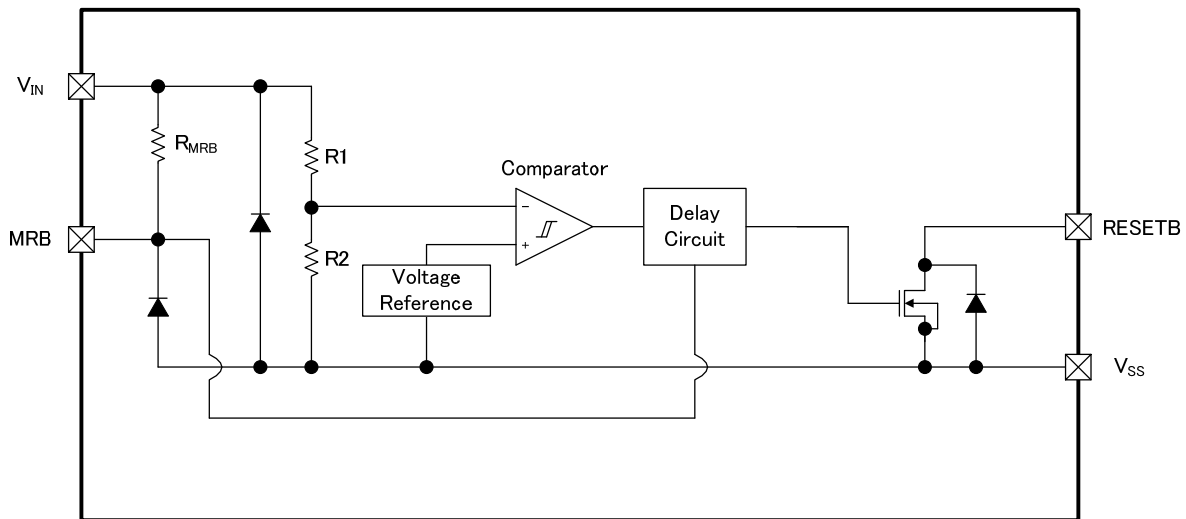 V_IN
R_MRB
R1
Comparator
−
+
Delay
Circuit
MRB
R2
Voltage
Reference
RESETB
V_SS